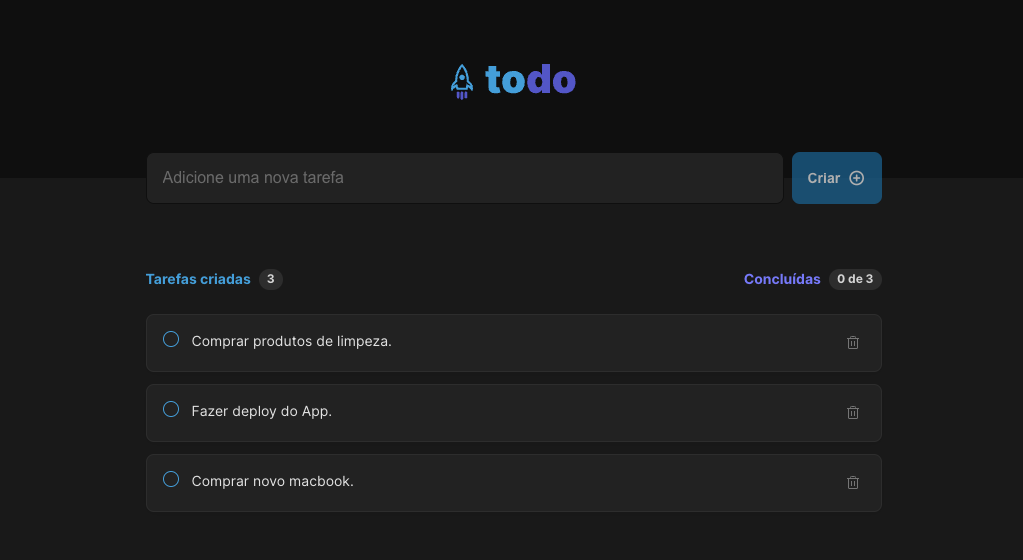 todo
Adicione uma nova tarefa
Criar
Tarefas criadas 3
Concluídas 0 de 3
Comprar produtos de limpeza.
Fazer deploy do App.
Comprar novo macbook.